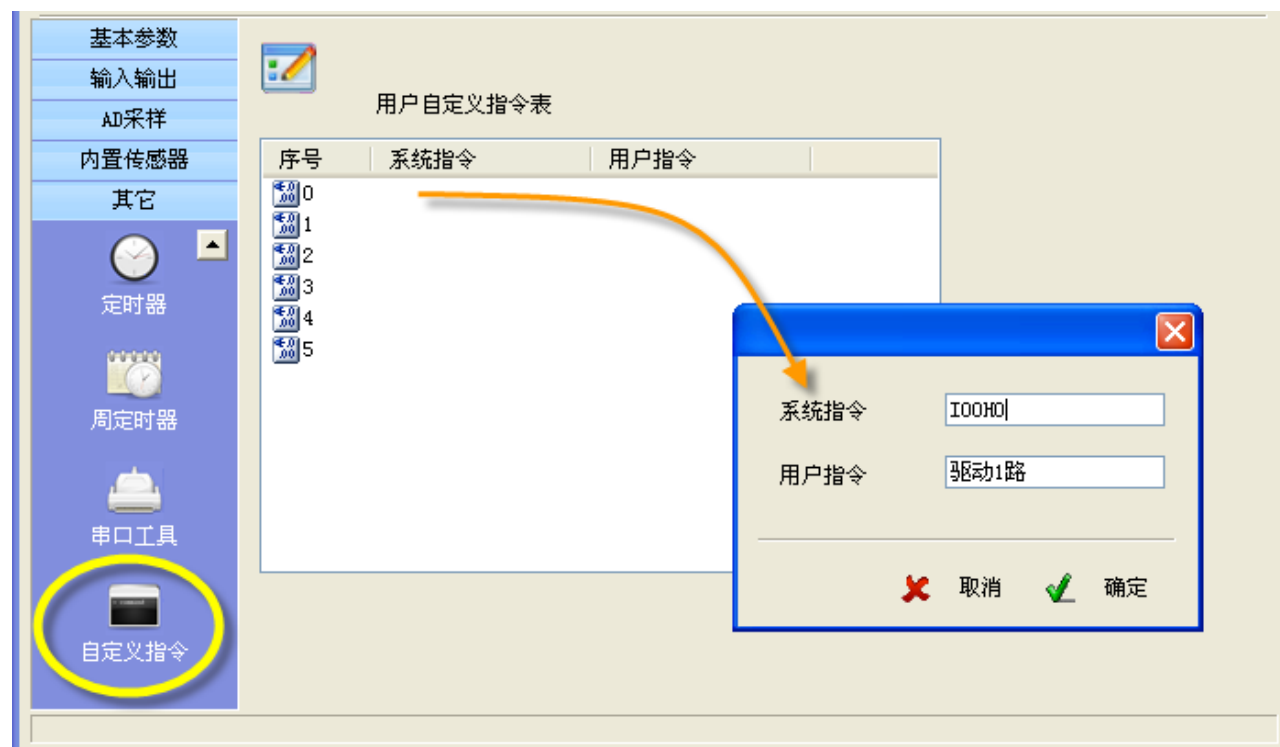 基本参数
输入输出
AD采样
内置传感器
其它
定时器
周定时器
串口工具
自定义指令
用户自定义指令表
序号 系统指令 用户指令
0
1
2
3
4
5
系统指令 IOOHO
用户指令 驱动1路
取消 确定